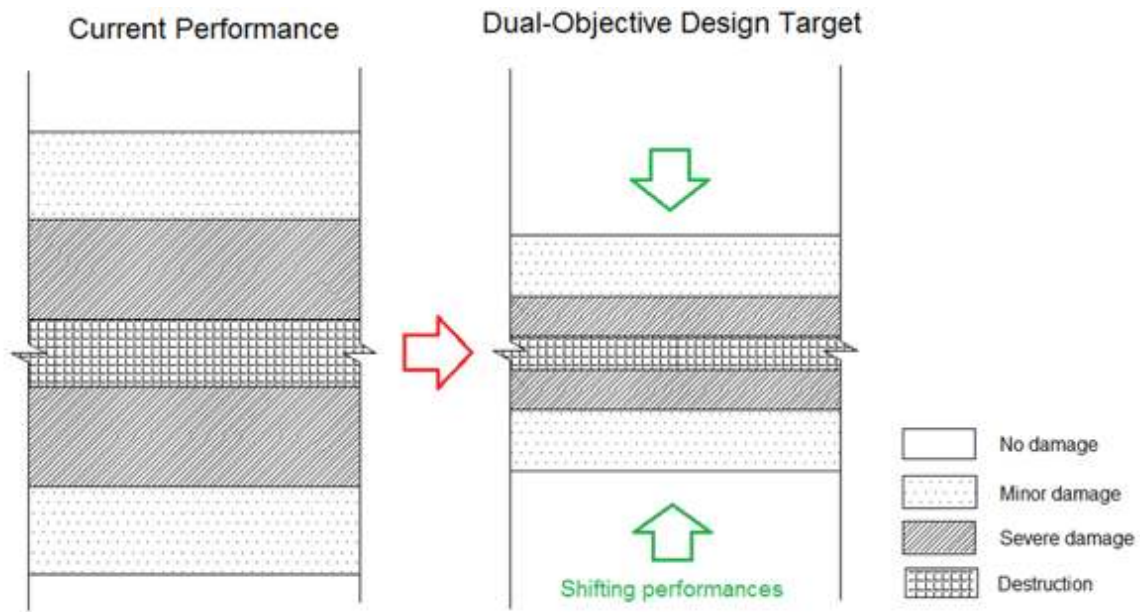 Current Performance
Dual-Objective Design Target
No damage
Minor damage
Severe damage
Destruction
Shifting performances